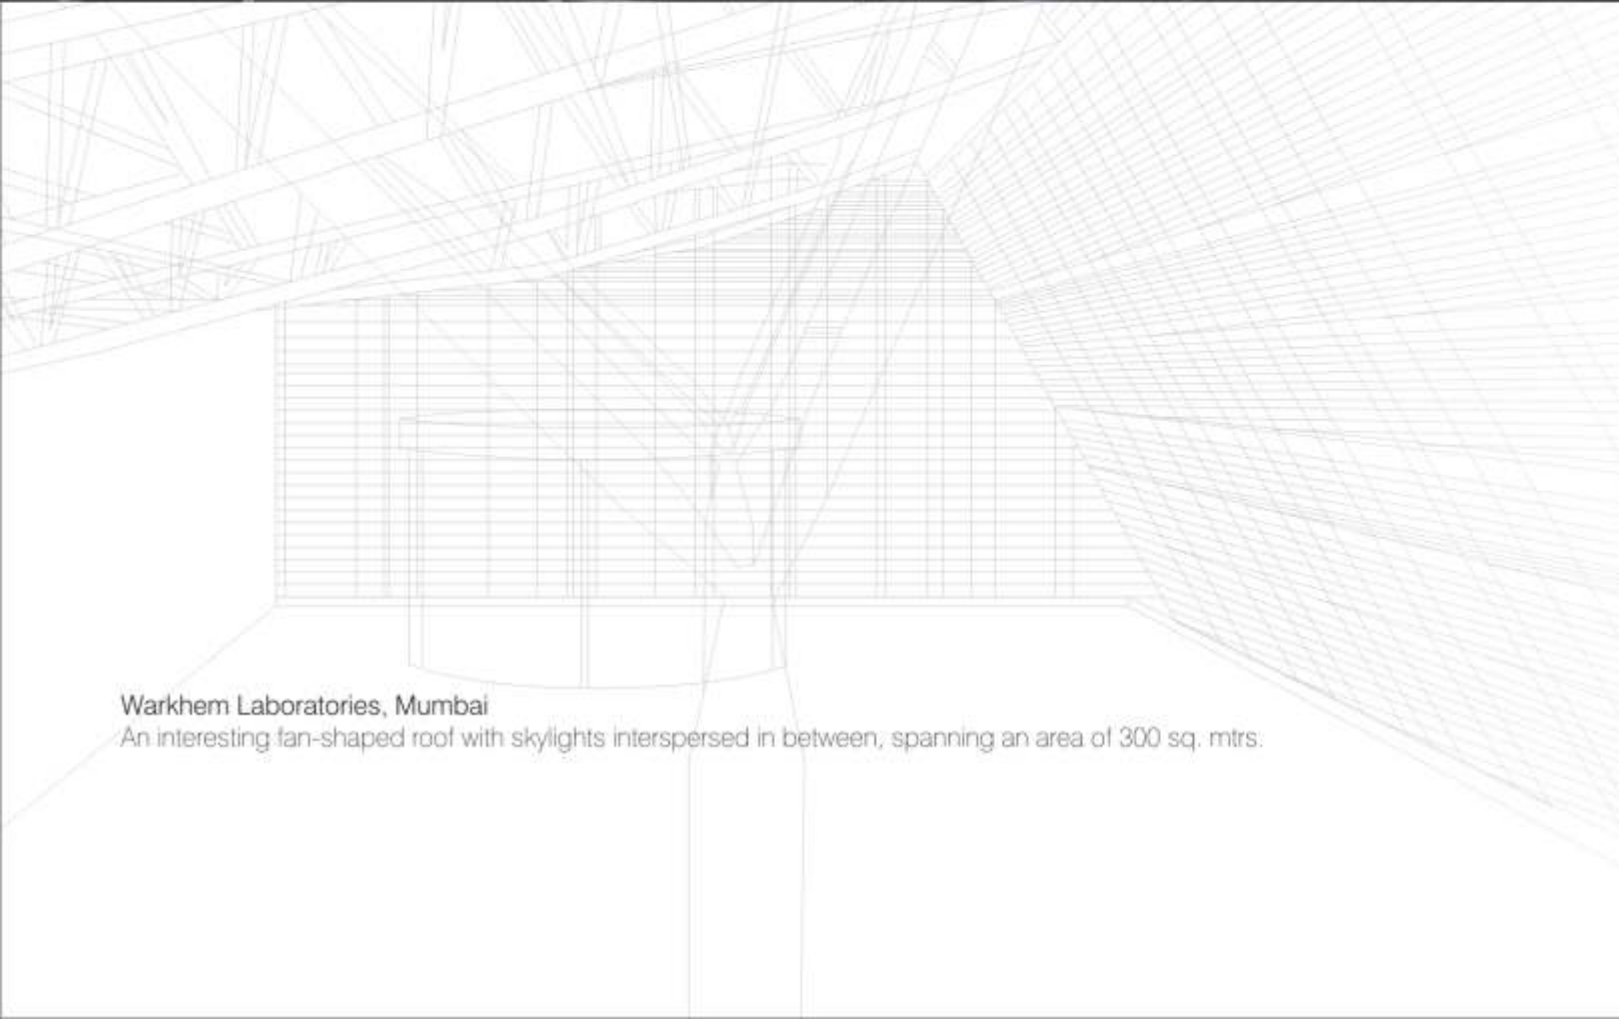 Warkhem Laboratories, Mumbai
An interesting fan-shaped roof with skylights interspersed in between, spanning an area of 300 sq. mtrs.